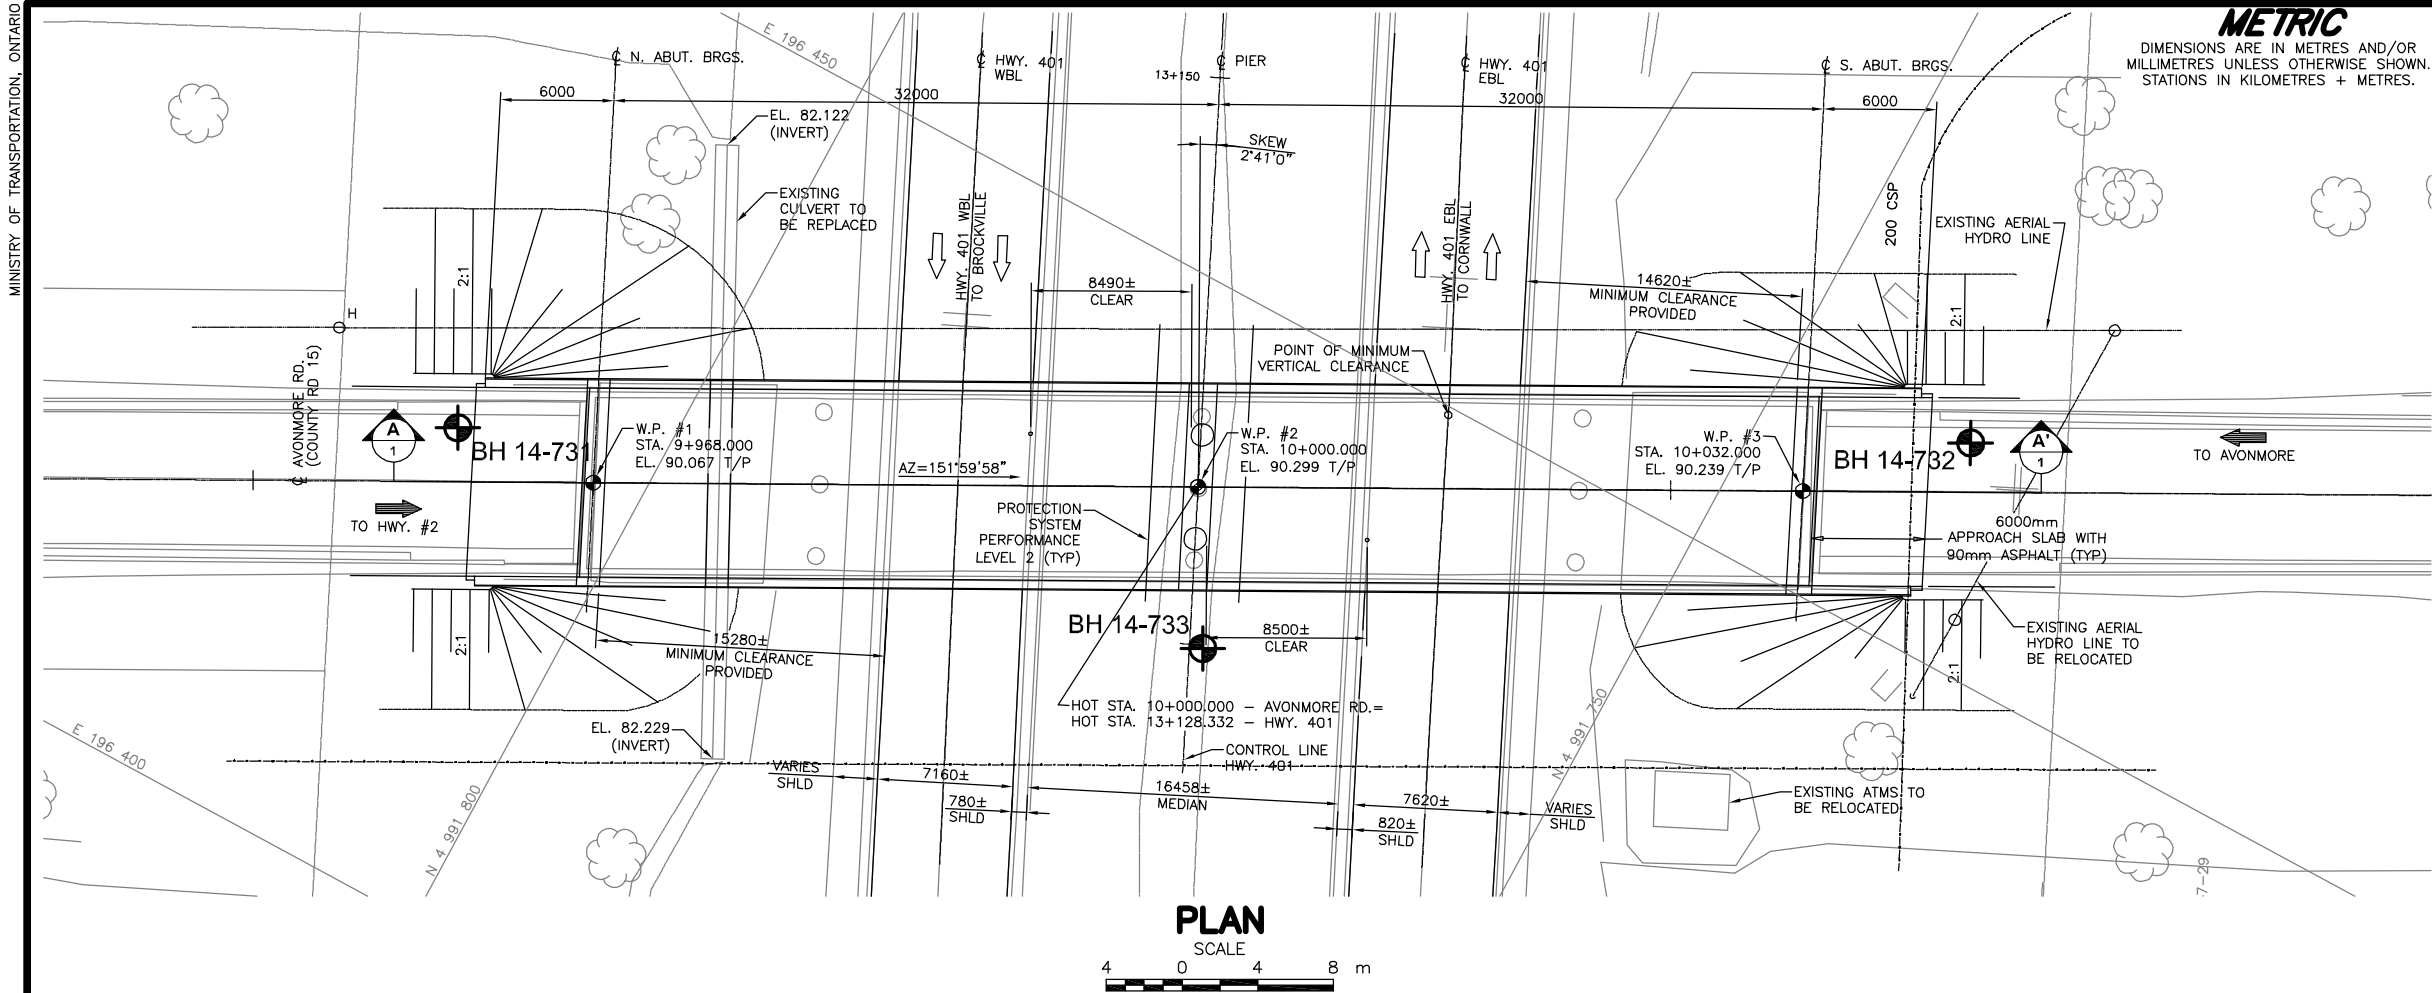 MINISTRY OF TRANSPORTATION, ONTARIO
METRIC
DIMENSIONS ARE IN METRES AND/OR
MILLIMETRES UNLESS OTHERWISE SHOWN.
STATIONS IN KILOMETRES + METRES.
E 196 450
℄ N. ABUT. BRGS.
℄ HWY. 401
WBL
13+150
℄ PIER
℄ HWY. 401
EBL
℄ S. ABUT. BRGS.
6000
32000
32000
6000
EL. 82.122
(INVERT)
SKEW
2°41'0"
EXISTING
CULVERT TO
BE REPLACED
HWY. 401 WBL
TO BROCKVILLE
HWY. 401 EBL
TO CORNWALL
200 CSP
EXISTING AERIAL
HYDRO LINE
2:1
8490±
CLEAR
14620±
MINIMUM CLEARANCE
PROVIDED
2:1
H
POINT OF MINIMUM
VERTICAL CLEARANCE
℄ AVONMORE RD.
(COUNTY RD 15)
A
1
BH 14-731
W.P. #1
STA. 9+968.000
EL. 90.067 T/P
AZ=151°59'58"
W.P. #2
STA. 10+000.000
EL. 90.299 T/P
W.P. #3
STA. 10+032.000
EL. 90.239 T/P
BH 14-732
A'
1
TO AVONMORE
TO HWY. #2
PROTECTION
SYSTEM
PERFORMANCE
LEVEL 2 (TYP)
6000mm
APPROACH SLAB WITH
90mm ASPHALT (TYP)
2:1
15280±
MINIMUM CLEARANCE
PROVIDED
BH 14-733
8500±
CLEAR
EXISTING AERIAL
HYDRO LINE TO
BE RELOCATED
2:1
HOT STA. 10+000.000 – AVONMORE RD.=
HOT STA. 13+128.332 – HWY. 401
EL. 82.229
(INVERT)
CONTROL LINE
HWY. 401
E 196 400
N 4 991 800
N 4 991 750
VARIES
SHLD
7160±
780±
SHLD
16458±
MEDIAN
7620±
820±
SHLD
VARIES
SHLD
EXISTING ATMS TO
BE RELOCATED
7-29
PLAN
SCALE
4 0 4 8 m